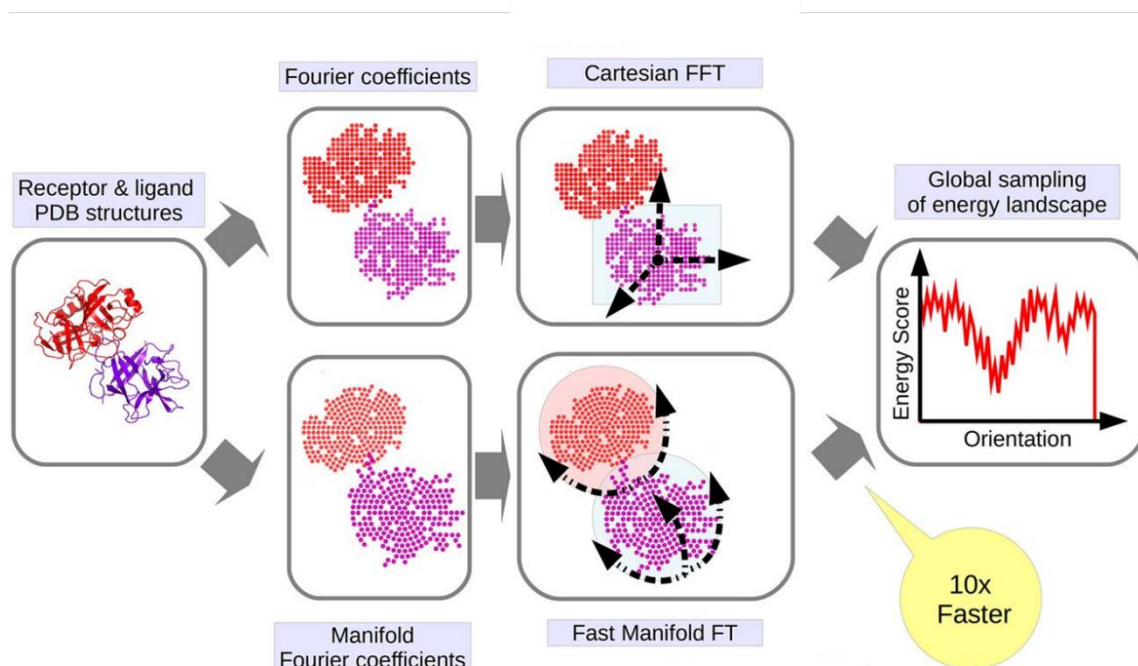 Fourier coefficients
Cartesian FFT
Receptor & ligand
PDB structures
Global sampling
of energy landscape
Energy Score
Orientation
10x
Faster
Manifold
Fourier coefficients
Fast Manifold FT